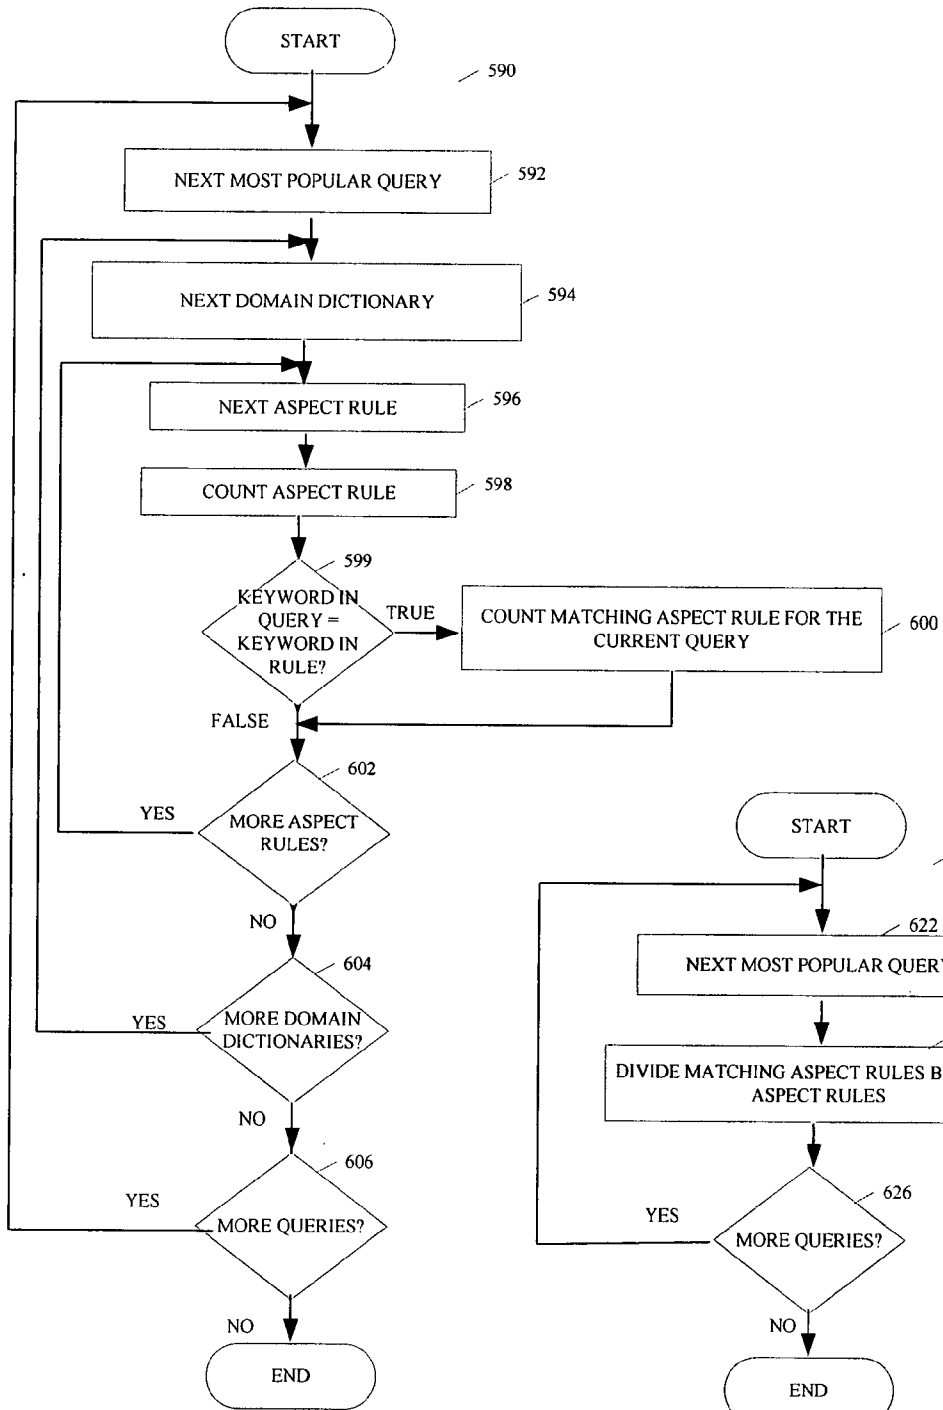 START
590
NEXT MOST POPULAR QUERY
592
NEXT DOMAIN DICTIONARY
594
NEXT ASPECT RULE
596
COUNT ASPECT RULE
598
599
KEYWORD IN
QUERY =
KEYWORD IN
RULE?
TRUE
COUNT MATCHING ASPECT RULE FOR THE
CURRENT QUERY
600
FALSE
602
YES
MORE ASPECT
RULES?
NO
604
YES
MORE DOMAIN
DICTIONARIES?
NO
606
YES
MORE QUERIES?
NO
END
START
622
NEXT MOST POPULAR
DIVIDE MATCHING ASPECT RULES
ASPECT RULES
626
YES
MORE QUERIES?
NO
END